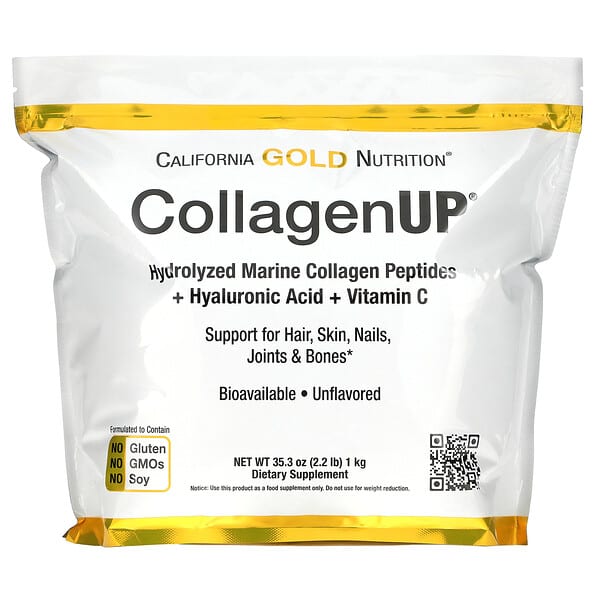 CALIFORNIA GOLD NUTRITION®
CollagenUP®
Hydrolyzed Marine Collagen Peptides
+ Hyaluronic Acid + Vitamin C
Support for Hair, Skin, Nails,
Joints & Bones*
Bioavailable • Unflavored
Formulated to Contain
NO Gluten
NO GMOs
NO Soy
NET WT 35.3 oz (2.2 lb) 1 kg
Dietary Supplement
Notice: Use this product as a food supplement only. Do not use for weight reduction.